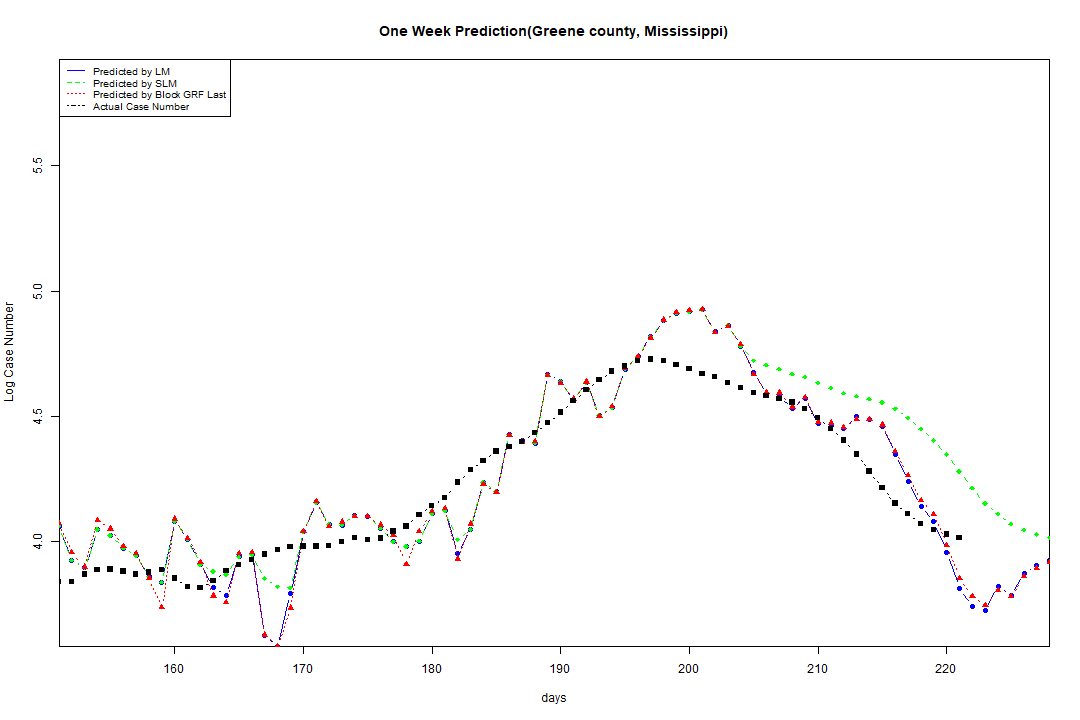 One Week Prediction(Greene county, Mississippi)
Predicted by LM
Predicted by SLM
Predicted by Block GRF Last
Actual Case Number
Log Case Number
5.5
5.0
4.5
4.0
160 170 180 190 200 210 220
days